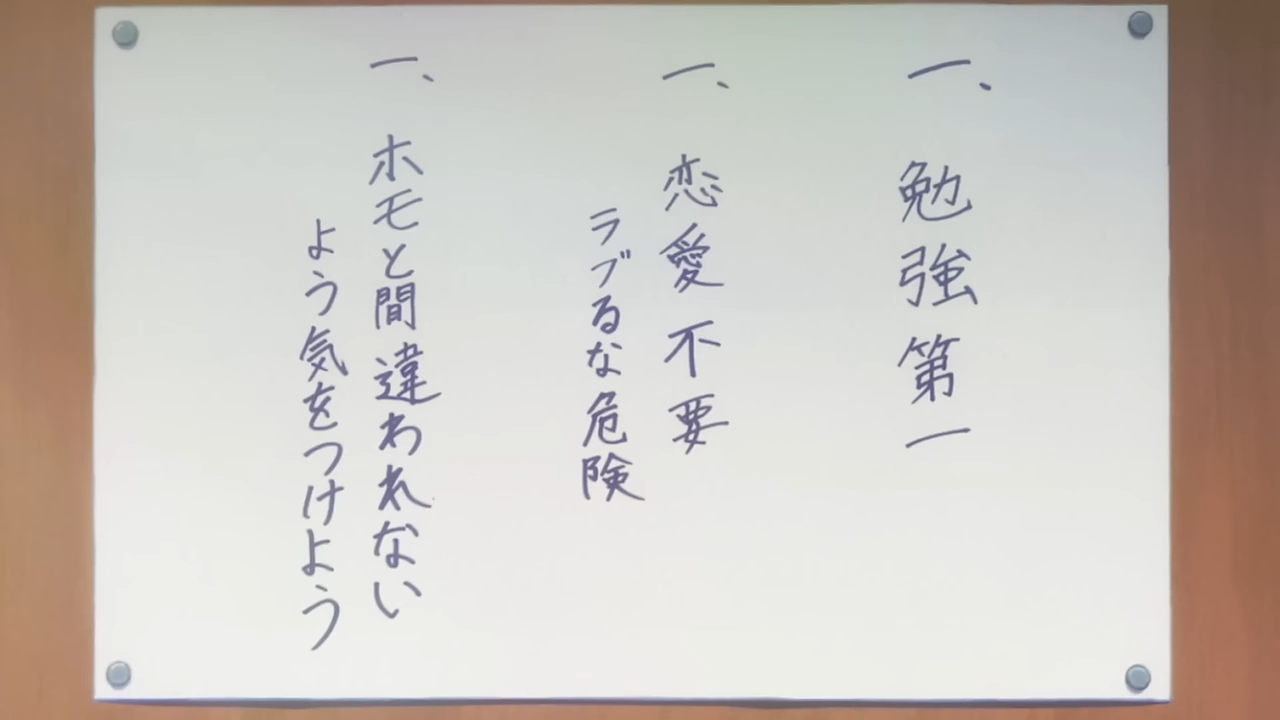 一、勉強第一
一、恋愛不要
ラブるな危険
一、ホモと間違われない
よう気をつけよう